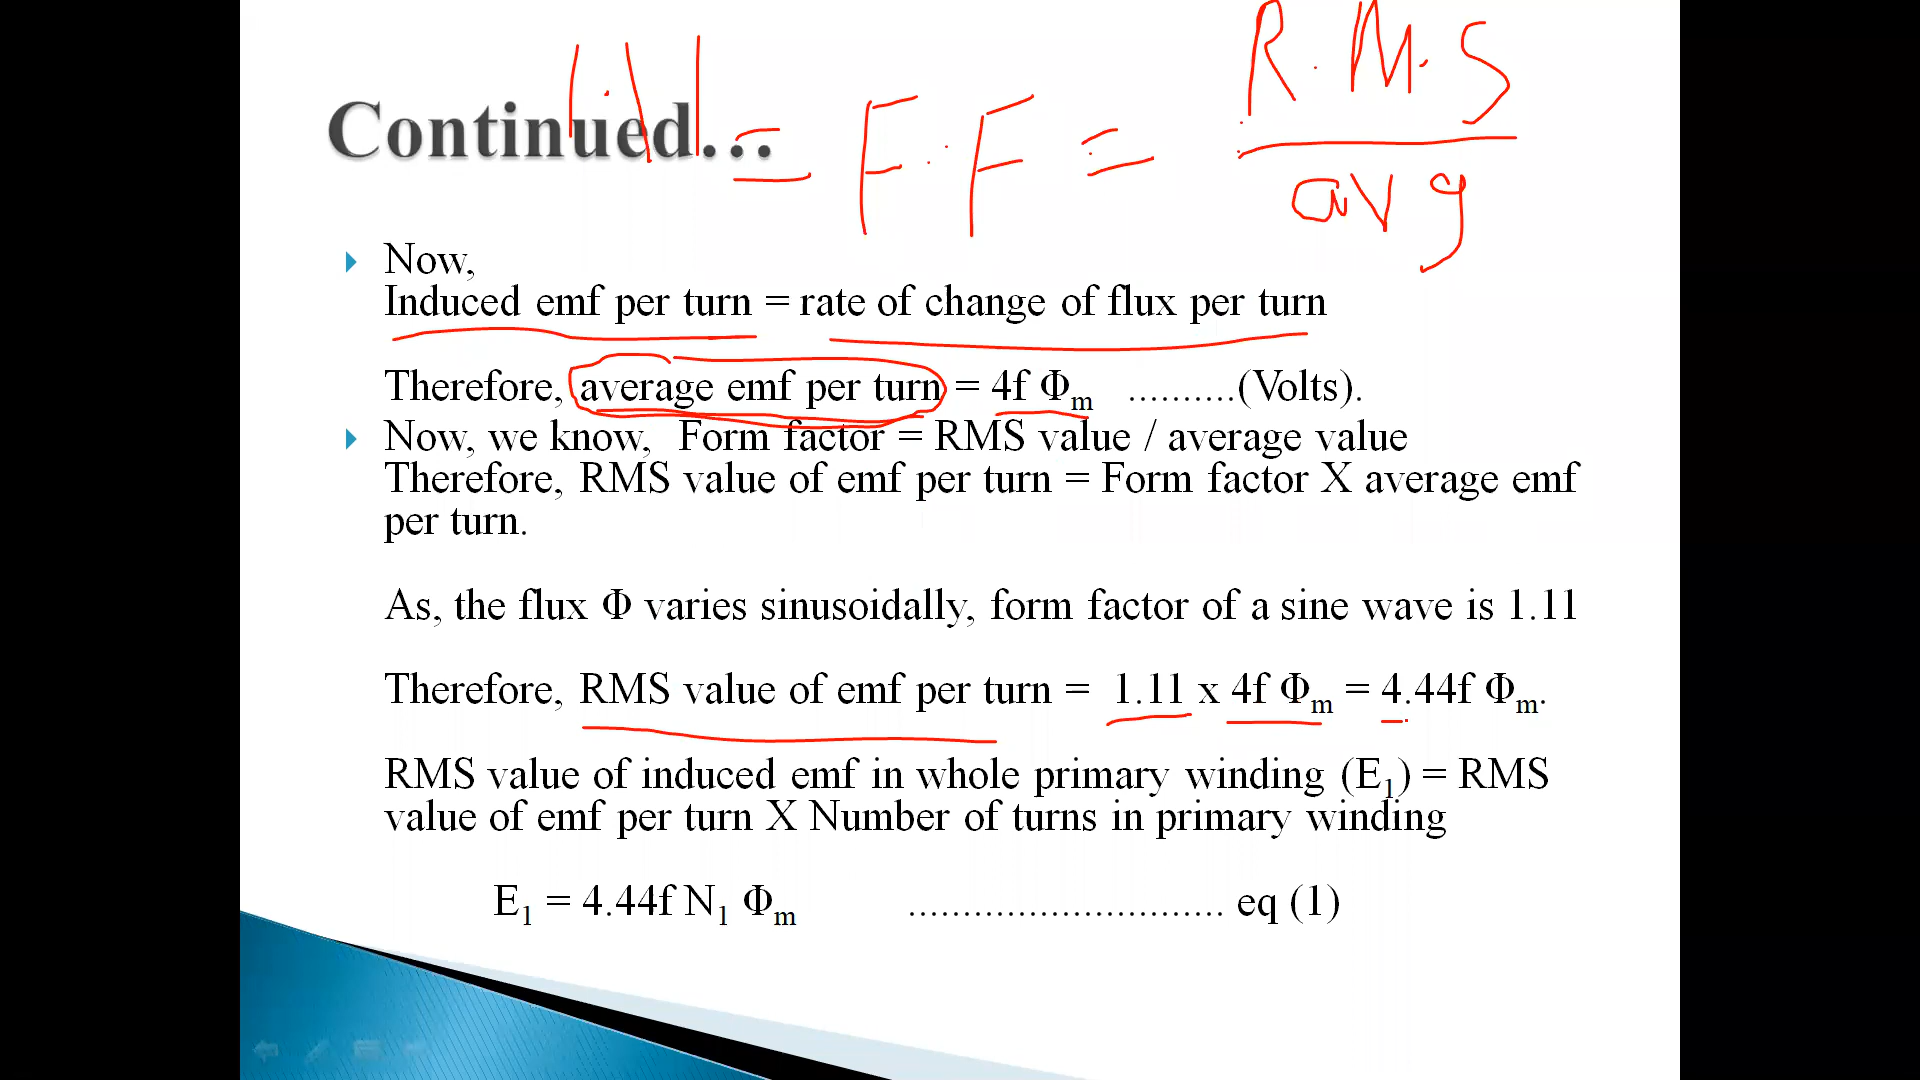 R.M.S
1.11 = F.F =
avg
Continued...
Now,
Induced emf per turn = rate of change of flux per turn
Therefore, average emf per turn = 4f Φm ..........(Volts).
Now, we know, Form factor = RMS value / average value
Therefore, RMS value of emf per turn = Form factor X average emf
per turn.
As, the flux Φ varies sinusoidally, form factor of a sine wave is 1.11
Therefore, RMS value of emf per turn = 1.11 x 4f Φm = 4.44f Φm.
RMS value of induced emf in whole primary winding (E1) = RMS
value of emf per turn X Number of turns in primary winding
E1 = 4.44f N1 Φm ............................. eq (1)